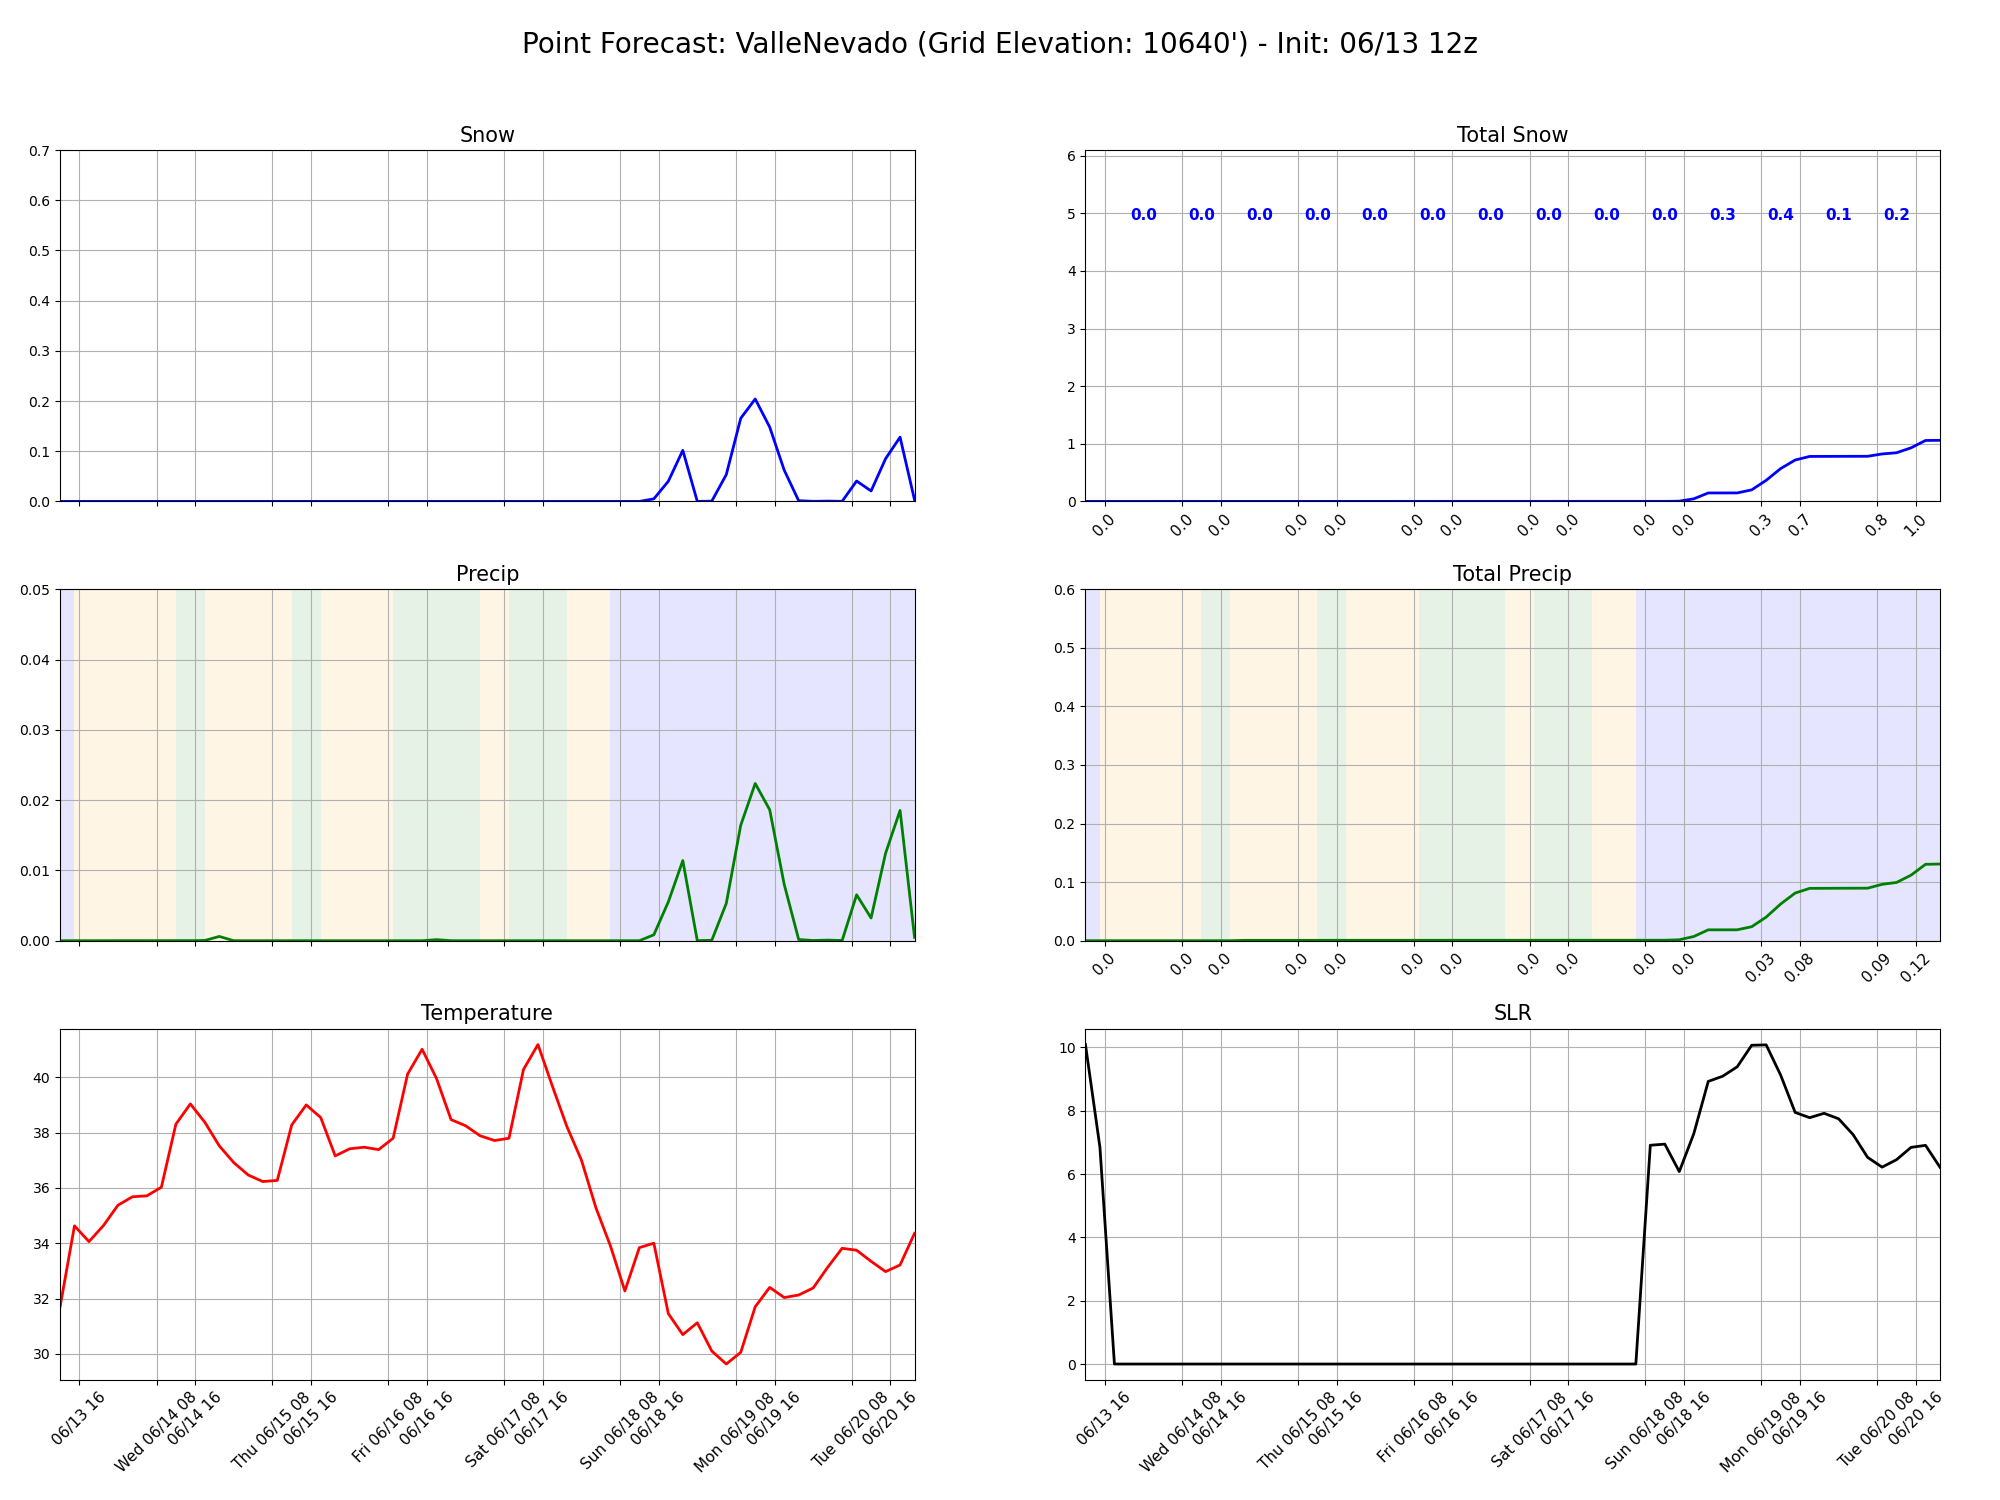 Point Forecast: ValleNevado (Grid Elevation: 10640') - Init: 06/13 12z
Snow
0.7
0.6
0.5
0.4
0.3
0.2
0.1
0.0
Total Snow
6
5
4
3
2
1
0
0.0 0.0 0.0 0.0 0.0 0.0 0.0 0.0 0.0 0.0 0.3 0.4 0.1 0.2
0.0 0.0 0.0 0.0 0.0 0.0 0.0 0.0 0.0 0.0 0.0 0.3 0.7 0.8 1.0
Precip
0.05
0.04
0.03
0.02
0.01
0.00
Total Precip
0.6
0.5
0.4
0.3
0.2
0.1
0.0
0.0 0.0 0.0 0.0 0.0 0.0 0.0 0.0 0.0 0.0 0.0 0.03 0.08 0.09 0.12
Temperature
40
38
36
34
32
30
06/13 16
Wed 06/14 08
06/14 16
Thu 06/15 08
06/15 16
Fri 06/16 08
06/16 16
Sat 06/17 08
06/17 16
Sun 06/18 08
06/18 16
Mon 06/19 08
06/19 16
Tue 06/20 08
06/20 16
SLR
10
8
6
4
2
0
06/13 16
Wed 06/14 08
06/14 16
Thu 06/15 08
06/15 16
Fri 06/16 08
06/16 16
Sat 06/17 08
06/17 16
Sun 06/18 08
06/18 16
Mon 06/19 08
06/19 16
Tue 06/20 08
06/20 16